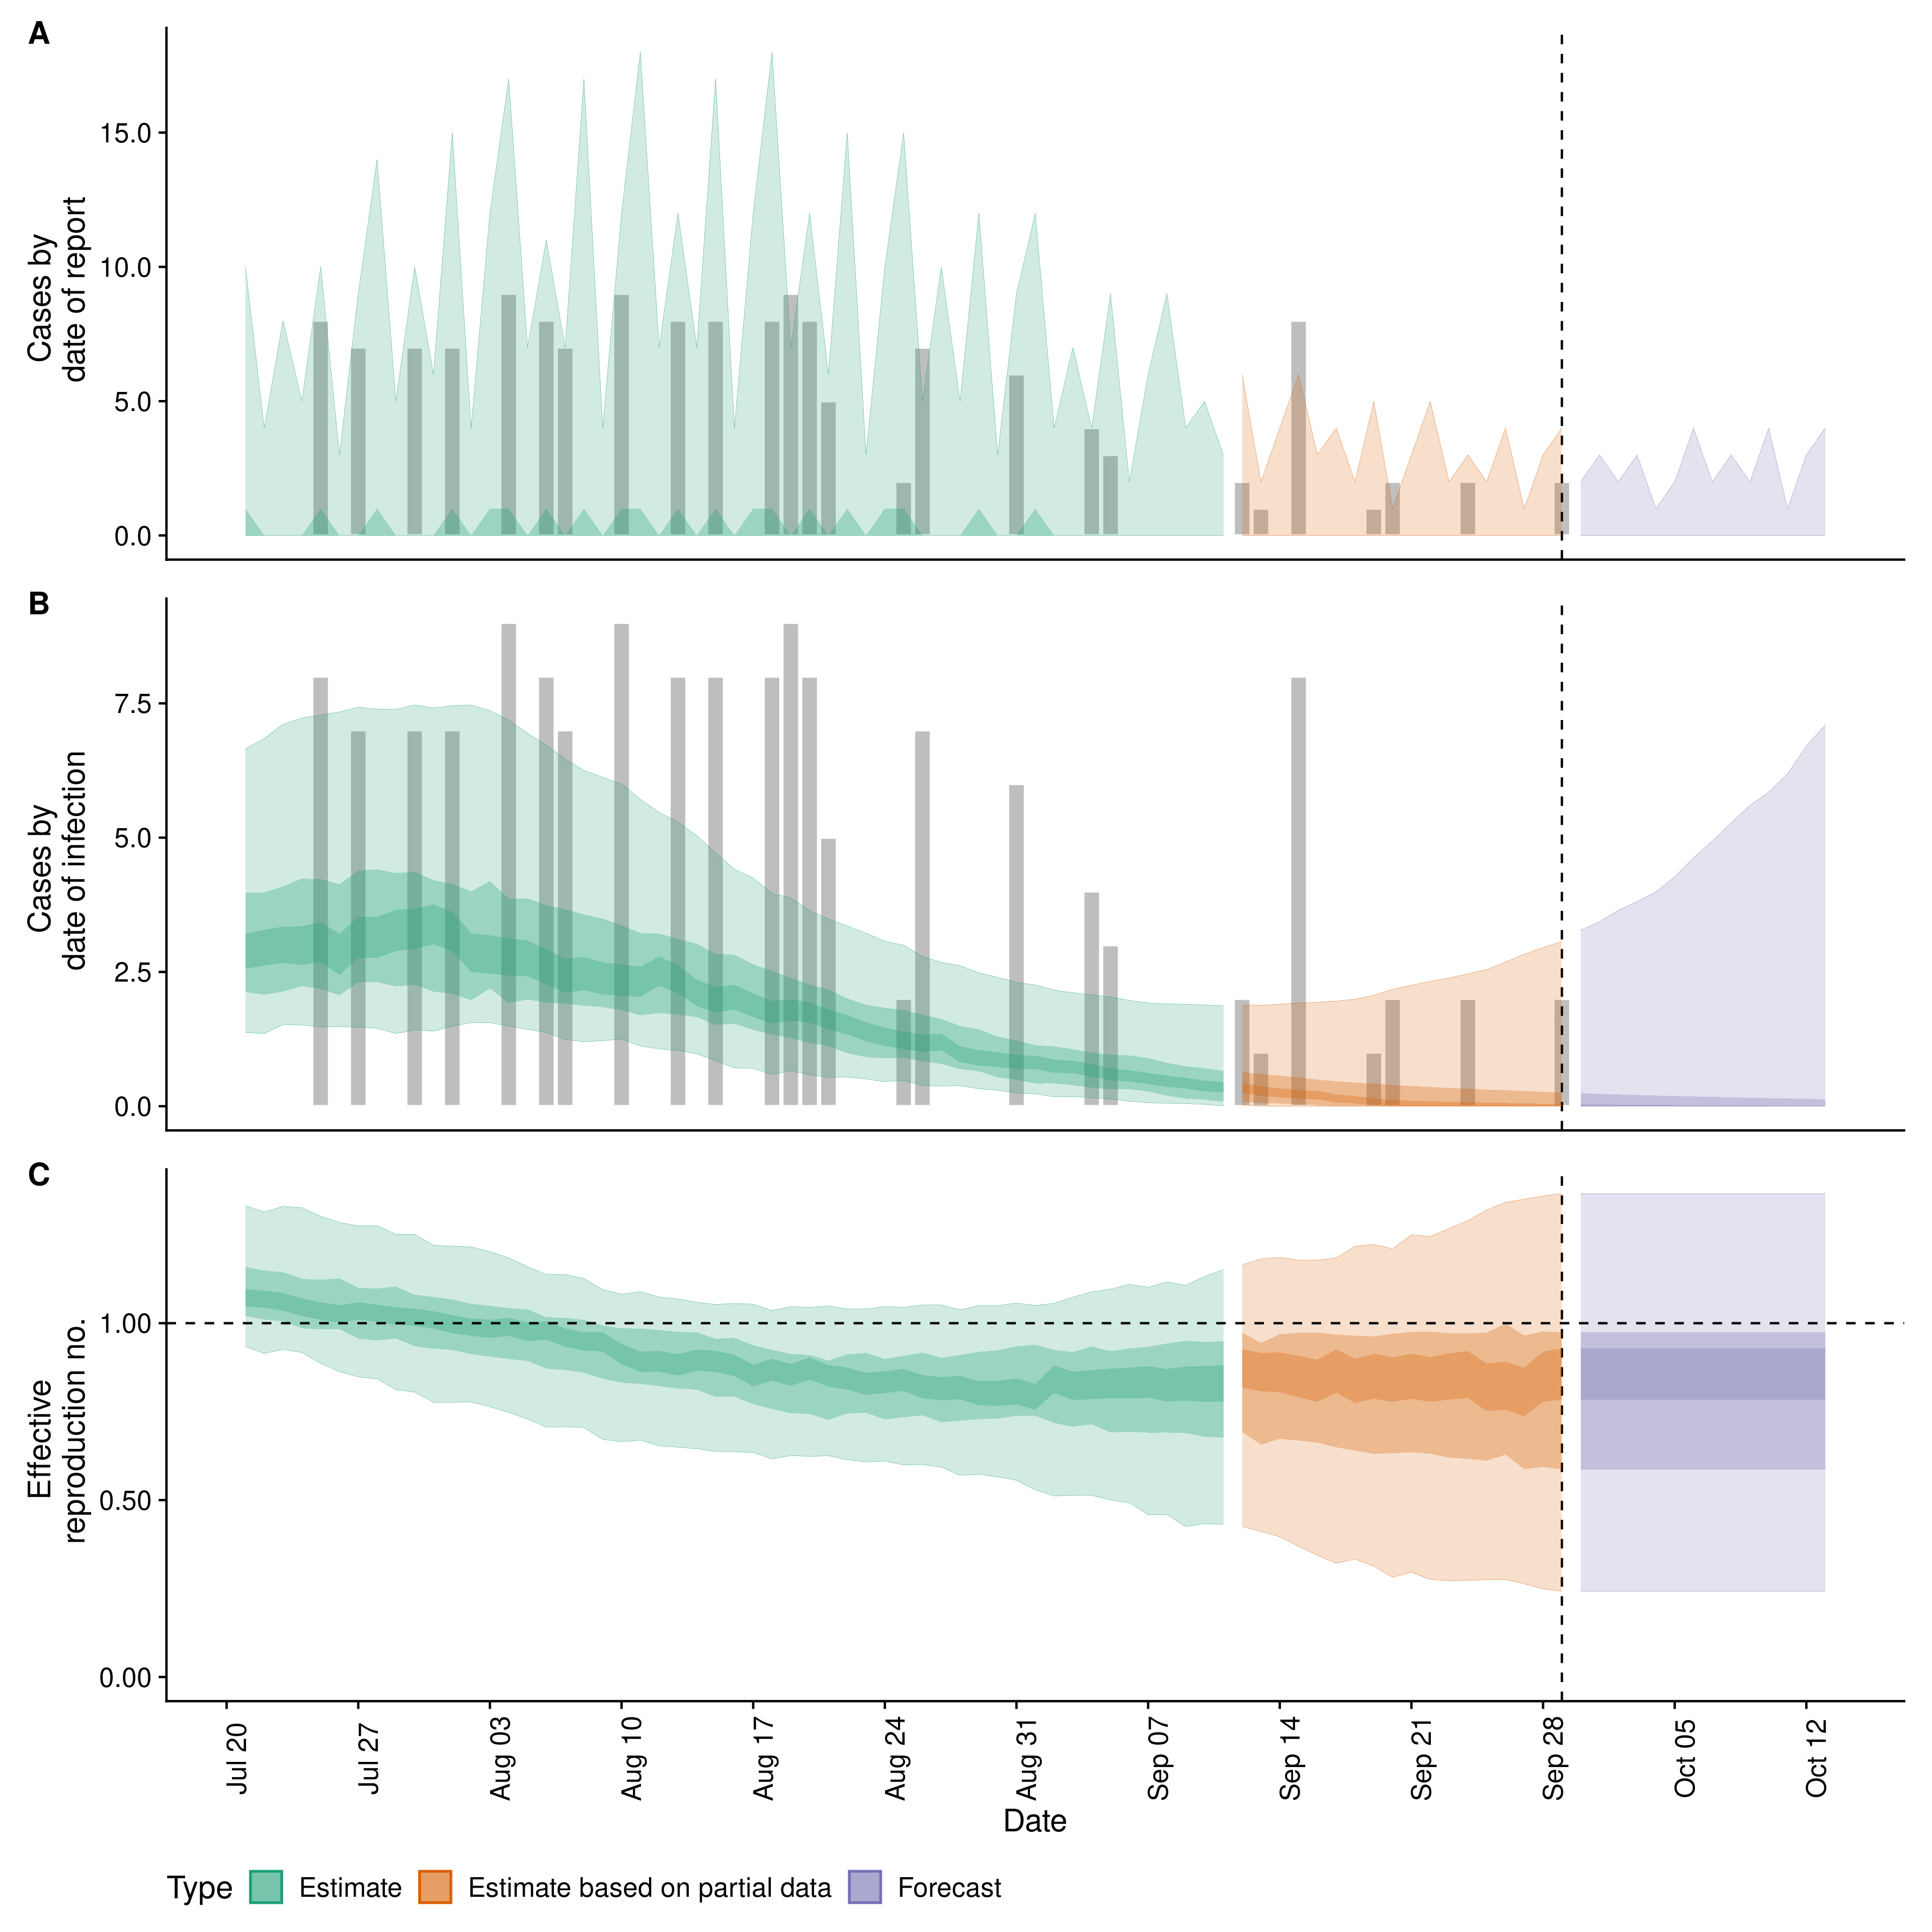 A
Cases by
date of report
15.0
10.0
5.0
0.0
B
Cases by
date of infection
7.5
5.0
2.5
0.0
C
Effective
reproduction no.
1.00
0.50
0.00
Jul 20
Jul 27
Aug 03
Aug 10
Aug 17
Aug 24
Aug 31
Sep 07
Sep 14
Sep 21
Sep 28
Oct 05
Oct 12
Date
Type Estimate Estimate based on partial data Forecast